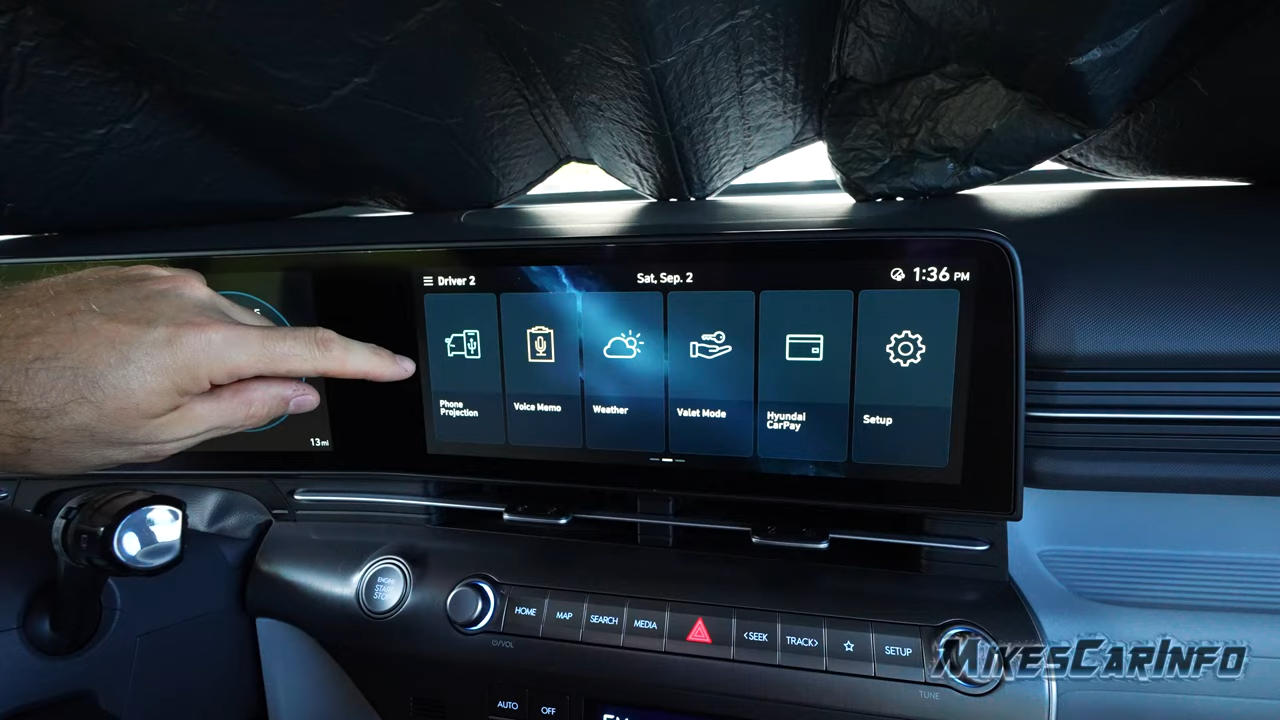 Driver 2
Sat, Sep. 2
1:36 PM
Phone
Projection
Voice Memo
Weather
Valet Mode
Hyundai
CarPay
Setup
13 mi
ENGINE
START
STOP
HOME
MAP
SEARCH
MEDIA
<SEEK
TRACK>
SETUP
/VOL
TUNE
AUTO
OFF
MIKESCARINFO